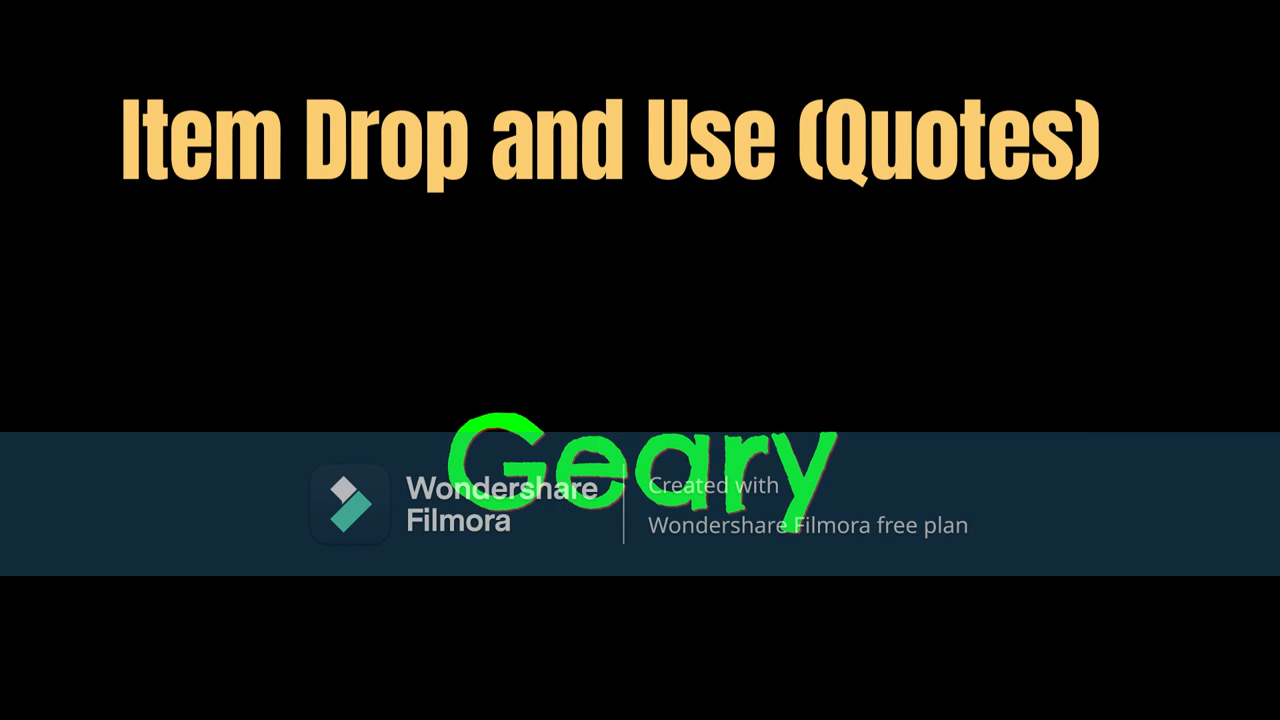 Item Drop and Use (Quotes)
Geary
Wondershare
Filmora
Created with
Wondershare Filmora free plan